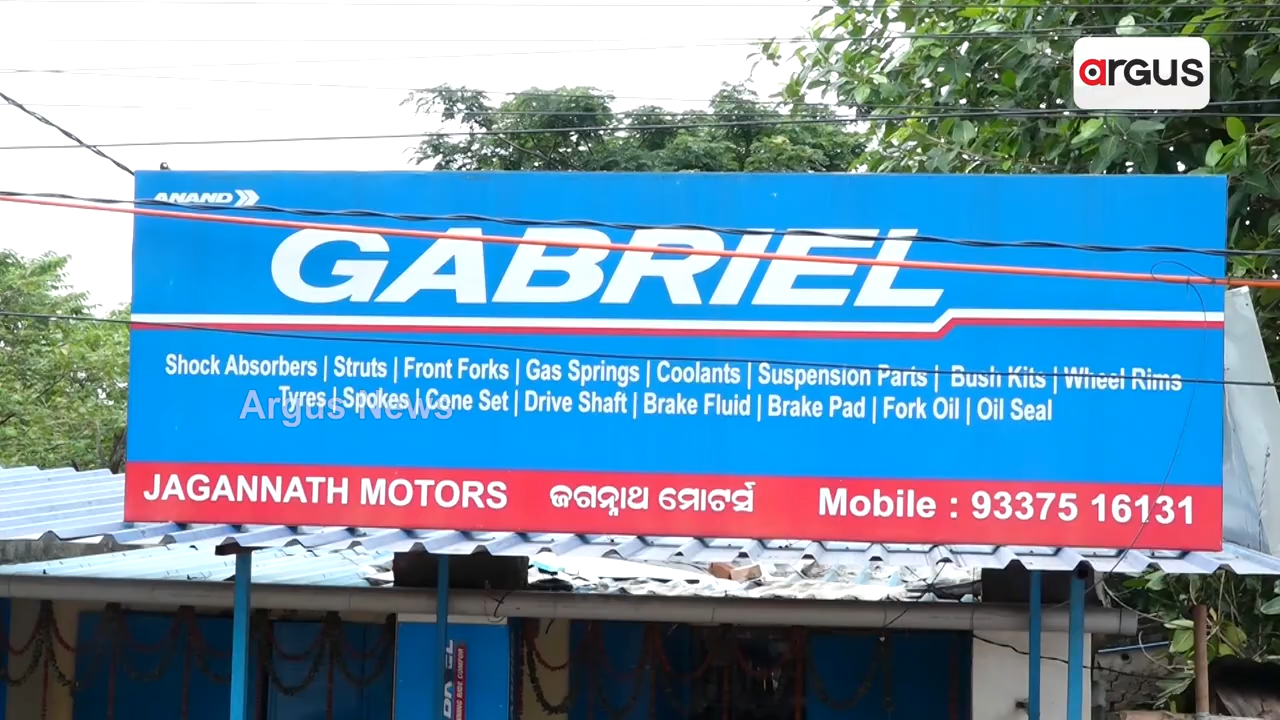 argus
ANAND
GABRIEL
Shock Absorbers | Struts | Front Forks | Gas Springs | Coolants | Suspension Parts | Bush Kits | Wheel Rims
Tyres | Spokes | Cone Set | Drive Shaft | Brake Fluid | Brake Pad | Fork Oil | Oil Seal
Argus News
JAGANNATH MOTORS ଜଗନ୍ନାଥ ମୋଟର୍ସ Mobile : 93375 16131